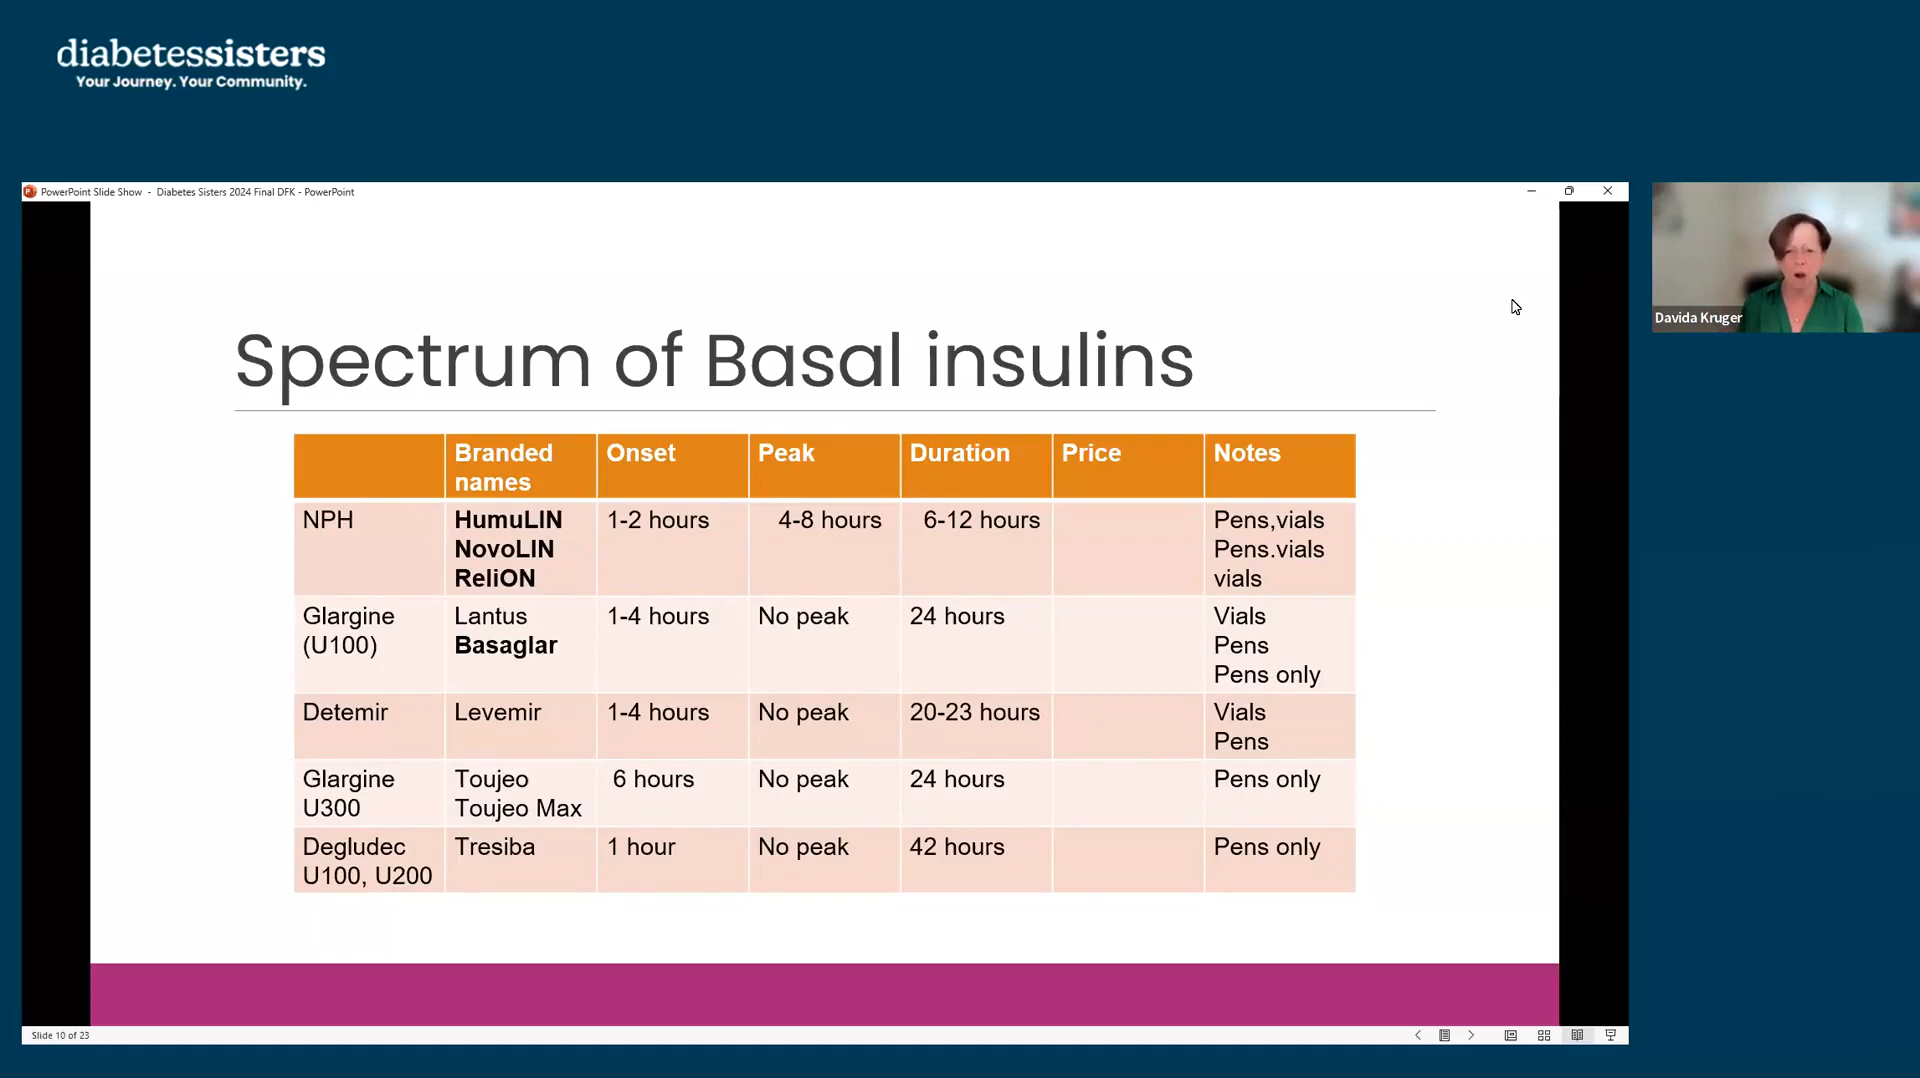 diabetessisters
Your Journey. Your Community.
PowerPoint Slide Show - Diabetes Sisters 2024 Final DFK - PowerPoint
Davida Kruger
Spectrum of Basal insulins
Branded names Onset Peak Duration Price Notes
NPH
HumuLIN
NovoLIN
ReliON
1-2 hours
4-8 hours
6-12 hours
Pens,vials
Pens.vials
vials
Glargine
(U100)
Lantus
Basaglar
1-4 hours
No peak
24 hours
Vials
Pens
Pens only
Detemir
Levemir
1-4 hours
No peak
20-23 hours
Vials
Pens
Glargine
U300
Toujeo
Toujeo Max
6 hours
No peak
24 hours
Pens only
Degludec
U100, U200
Tresiba
1 hour
No peak
42 hours
Pens only
Slide 10 of 23